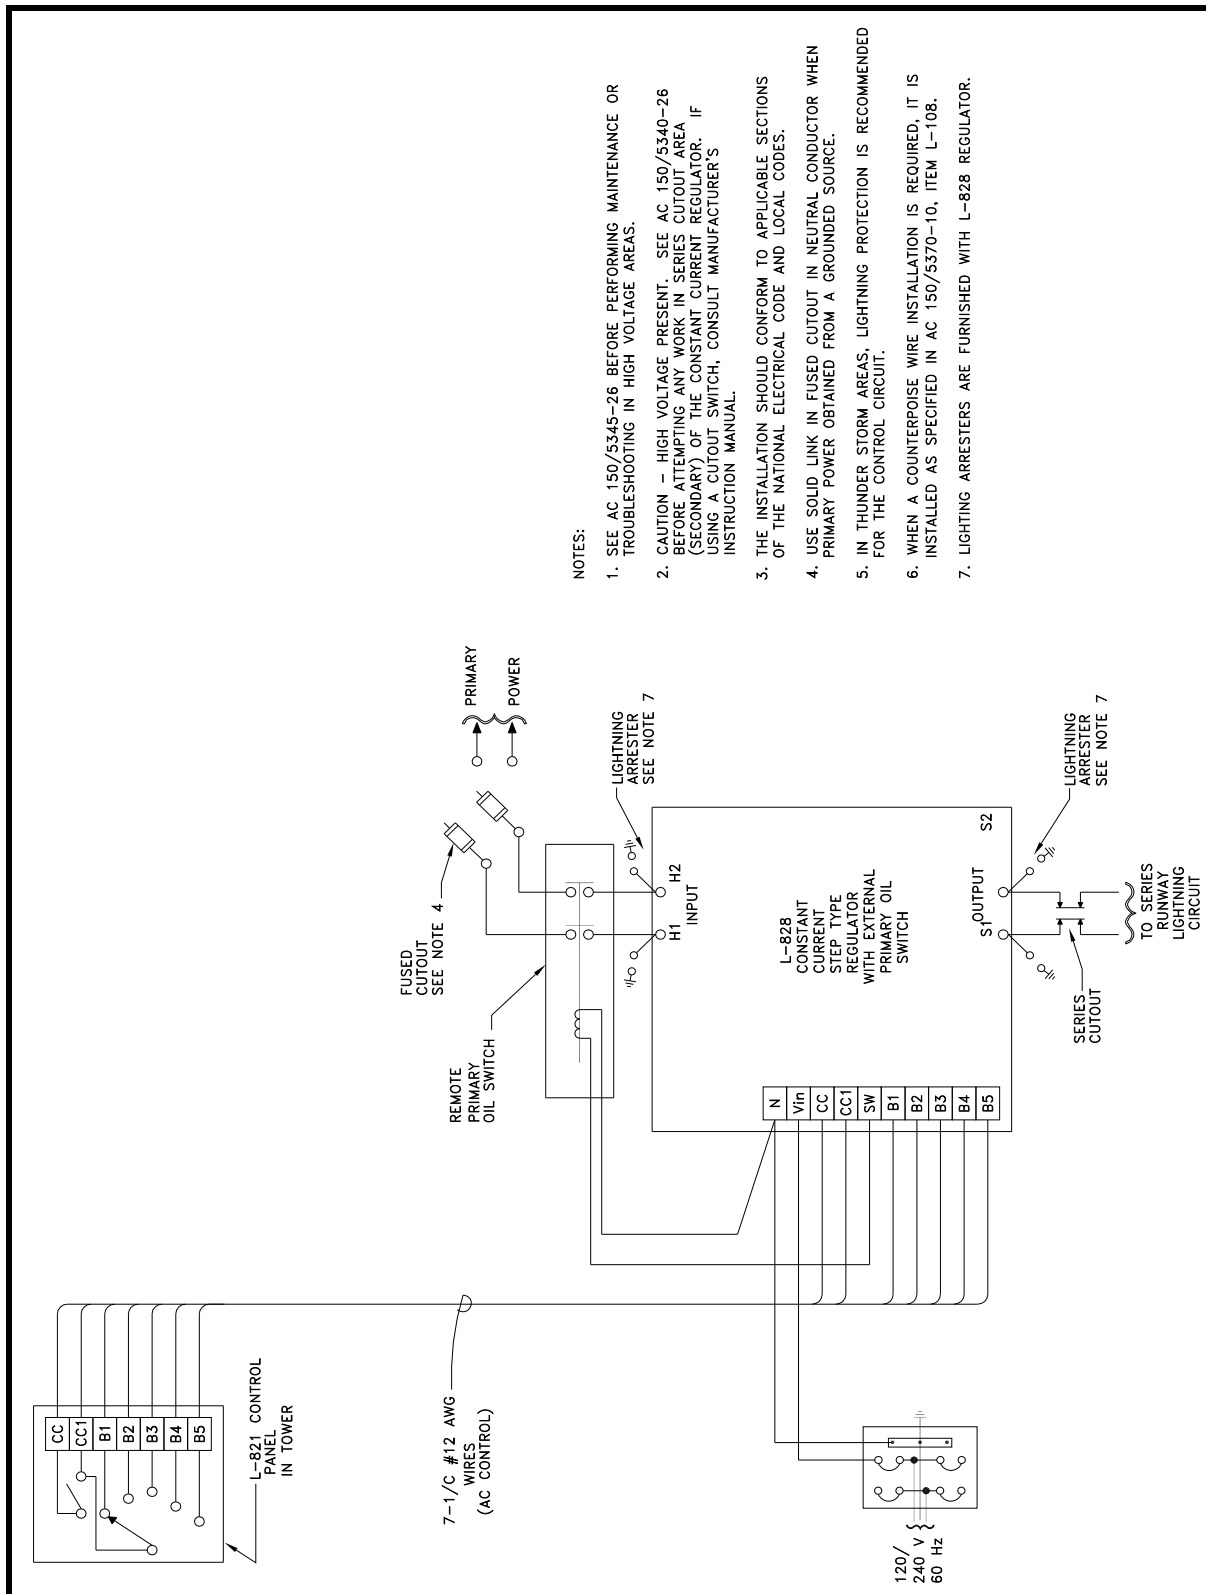 CC
CC1
B1
B2
B3
B4
B5
L-821 CONTROL
PANEL
IN TOWER
7-1/C #12 AWG
WIRES
(AC CONTROL)
120/
240 V
60 Hz
REMOTE
PRIMARY
OIL SWITCH
FUSED
CUTOUT
SEE NOTE 4
PRIMARY
POWER
LIGHTNING
ARRESTER
SEE NOTE 7
H1
H2
INPUT
N
Vin
CC
CC1
SW
B1
B2
B3
B4
B5
L-828
CONSTANT
CURRENT
STEP TYPE
REGULATOR
WITH EXTERNAL
PRIMARY OIL
SWITCH
S1
OUTPUT
S2
SERIES
CUTOUT
LIGHTNING
ARRESTER
SEE NOTE 7
TO SERIES
RUNWAY
LIGHTNING
CIRCUIT
NOTES:
1. SEE AC 150/5345-26 BEFORE PERFORMING MAINTENANCE OR
TROUBLESHOOTING IN HIGH VOLTAGE AREAS.
2. CAUTION - HIGH VOLTAGE PRESENT. SEE AC 150/5340-26
BEFORE ATTEMPTING ANY WORK IN SERIES CUTOUT AREA
(SECONDARY) OF THE CONSTANT CURRENT REGULATOR. IF
USING A CUTOUT SWITCH, CONSULT MANUFACTURER'S
INSTRUCTION MANUAL.
3. THE INSTALLATION SHOULD CONFORM TO APPLICABLE SECTIONS
OF THE NATIONAL ELECTRICAL CODE AND LOCAL CODES.
4. USE SOLID LINK IN FUSED CUTOUT IN NEUTRAL CONDUCTOR WHEN
PRIMARY POWER OBTAINED FROM A GROUNDED SOURCE.
5. IN THUNDER STORM AREAS, LIGHTNING PROTECTION IS RECOMMENDED
FOR THE CONTROL CIRCUIT.
6. WHEN A COUNTERPOISE WIRE INSTALLATION IS REQUIRED, IT IS
INSTALLED AS SPECIFIED IN AC 150/5370-10, ITEM L-108.
7. LIGHTING ARRESTERS ARE FURNISHED WITH L-828 REGULATOR.